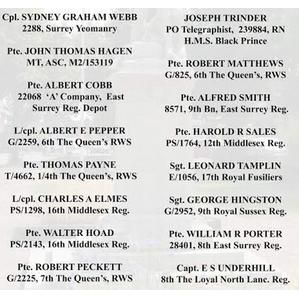 Cpl. SYDNEY GRAHAM WEBB
2288, Surrey Yeomanry
Pte. JOHN THOMAS HAGEN
MT, ASC, M2/153119
Pte. ALBERT COBB
22068 ‘A’ Company, East
Surrey Reg. Depot
L/cpl. ALBERT E PEPPER
G/2259, 6th The Queen’s, RWS
Pte. THOMAS PAYNE
T/4662, 1/4th The Queen’s, RWS
L/cpl. CHARLES A ELMES
PS/1298, 16th Middlesex Reg.
Pte. WALTER HOAD
PS/2143, 16th Middlesex Reg.
Pte. ROBERT PECKETT
G/2225, 7th The Queen’s, RWS
JOSEPH TRINDER
PO Telegraphist, 239884, RN
H.M.S. Black Prince
Pte. ROBERT MATTHEWS
G/825, 6th The Queen’s, RWS
Pte. ALFRED SMITH
8571, 9th Bn, East Surrey Reg.
Pte. HAROLD R SALES
PS/1764, 12th Middlesex Reg.
Sgt. LEONARD TAMPLIN
E/1056, 17th Royal Fusiliers
Sgt. GEORGE HINGSTON
G/2952, 9th Royal Sussex Reg.
Pte. WILLIAM R PORTER
28401, 8th East Surrey Reg.
Capt. E S UNDERHILL
8th The Loyal North Lanc. Reg.